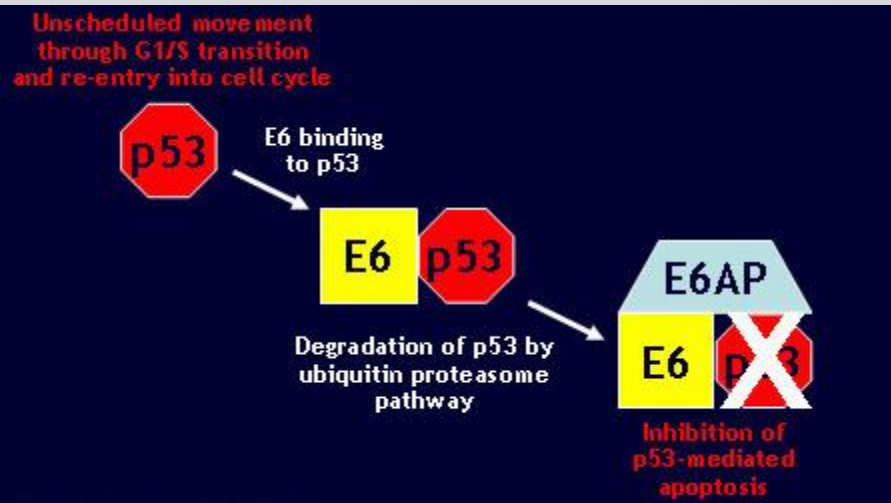 Unscheduled movement
through G1/S transition
and re-entry into cell cycle
p53
E6 binding
to p53
E6
p53
E6AP
Degradation of p53 by
ubiquitin proteasome
pathway
E6
p53
Inhibition of
p53-mediated
apoptosis